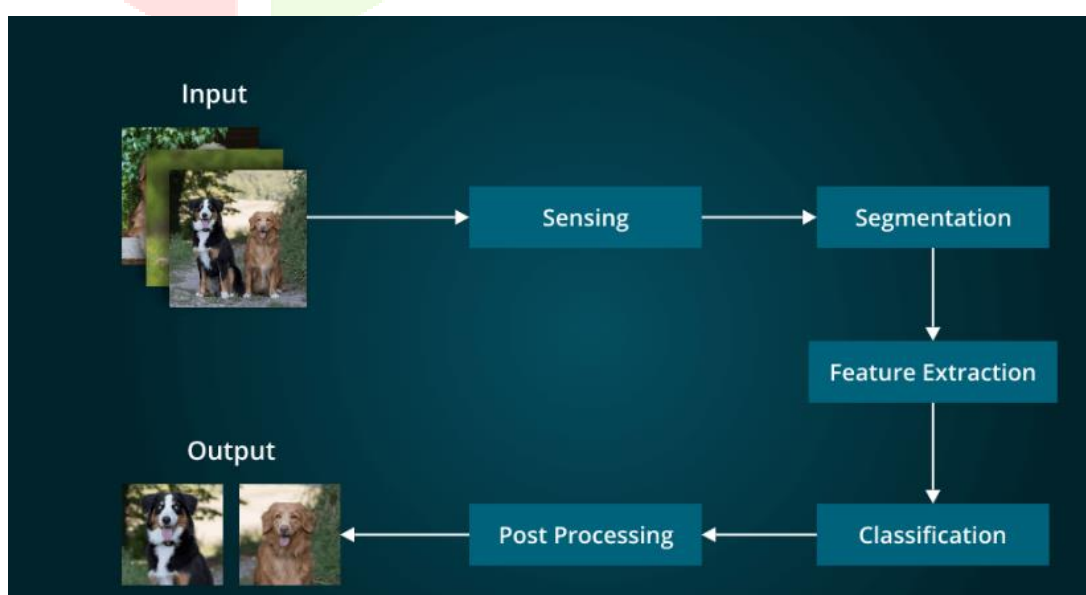 Input
Sensing
Segmentation
Feature Extraction
Classification
Post Processing
Output